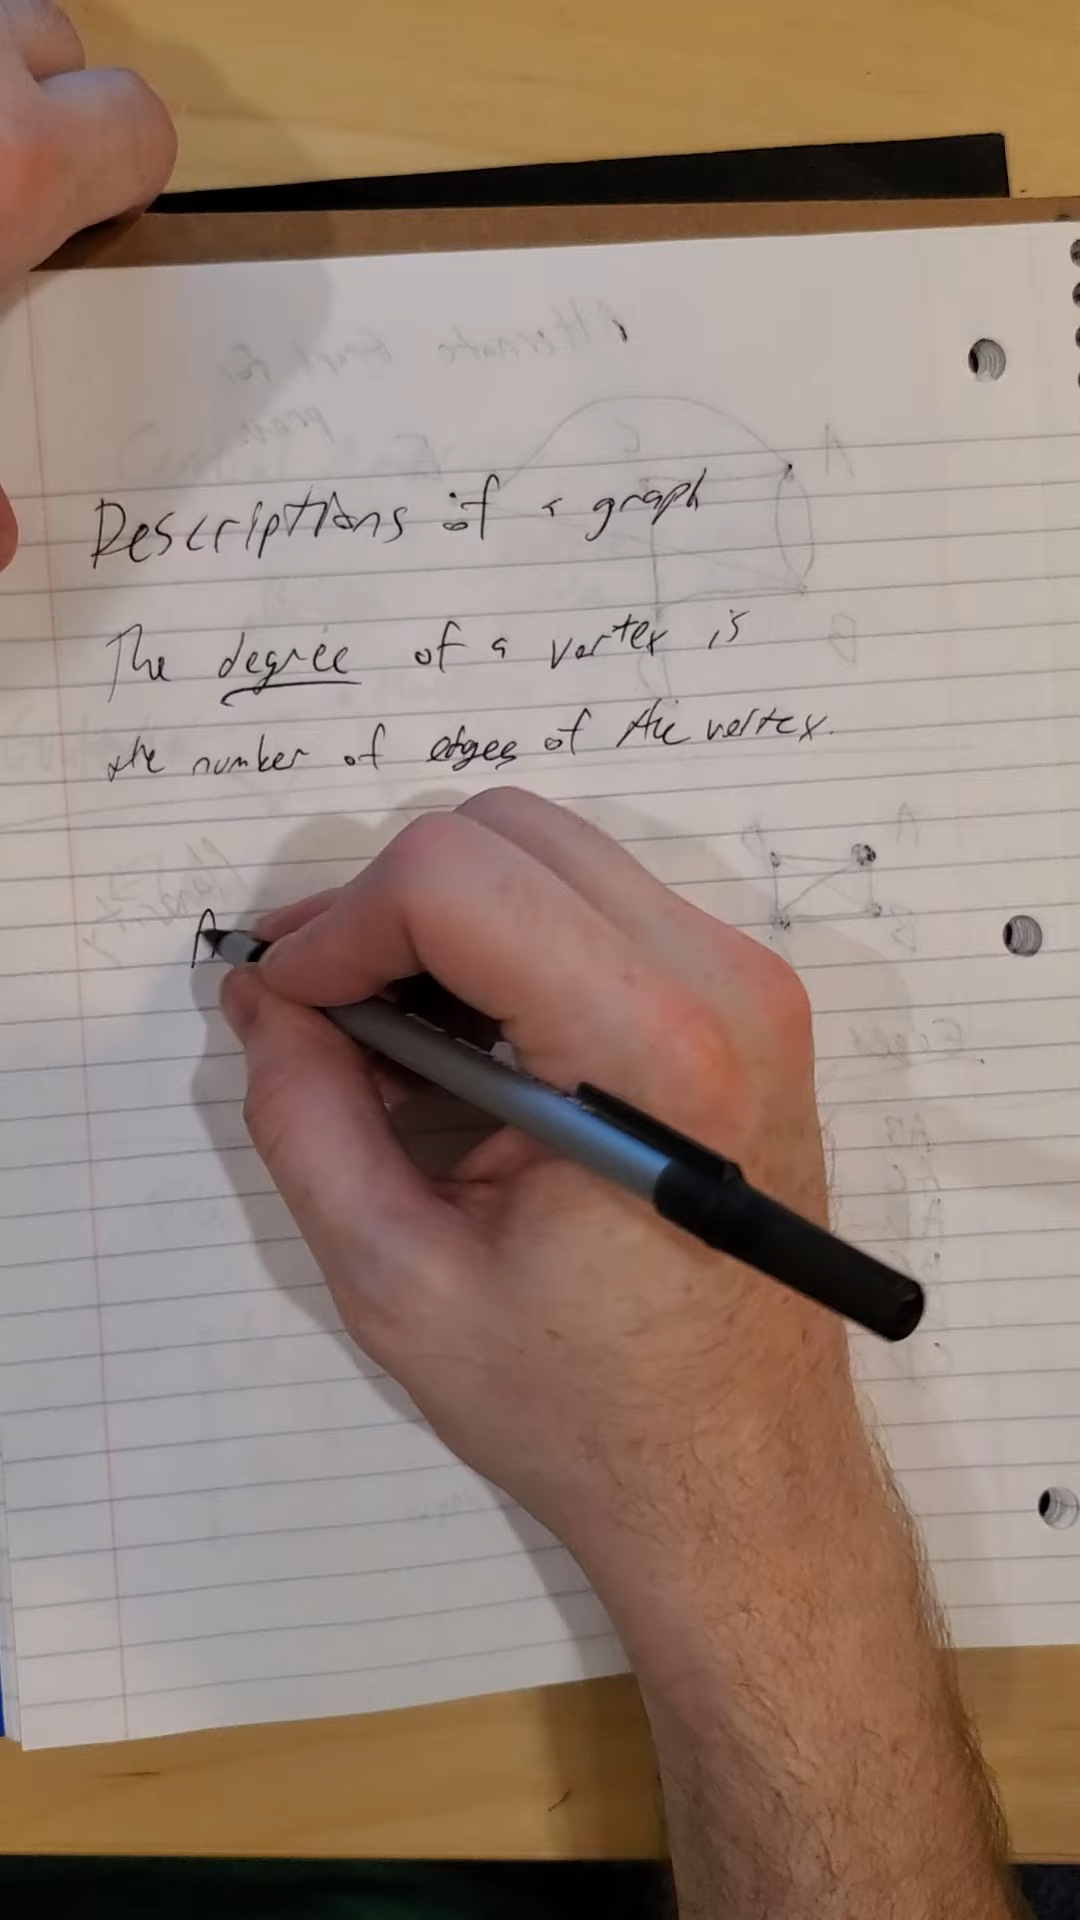 Descriptions of a graph
The degree of a vertex is
the number of edges of the vertex.
A